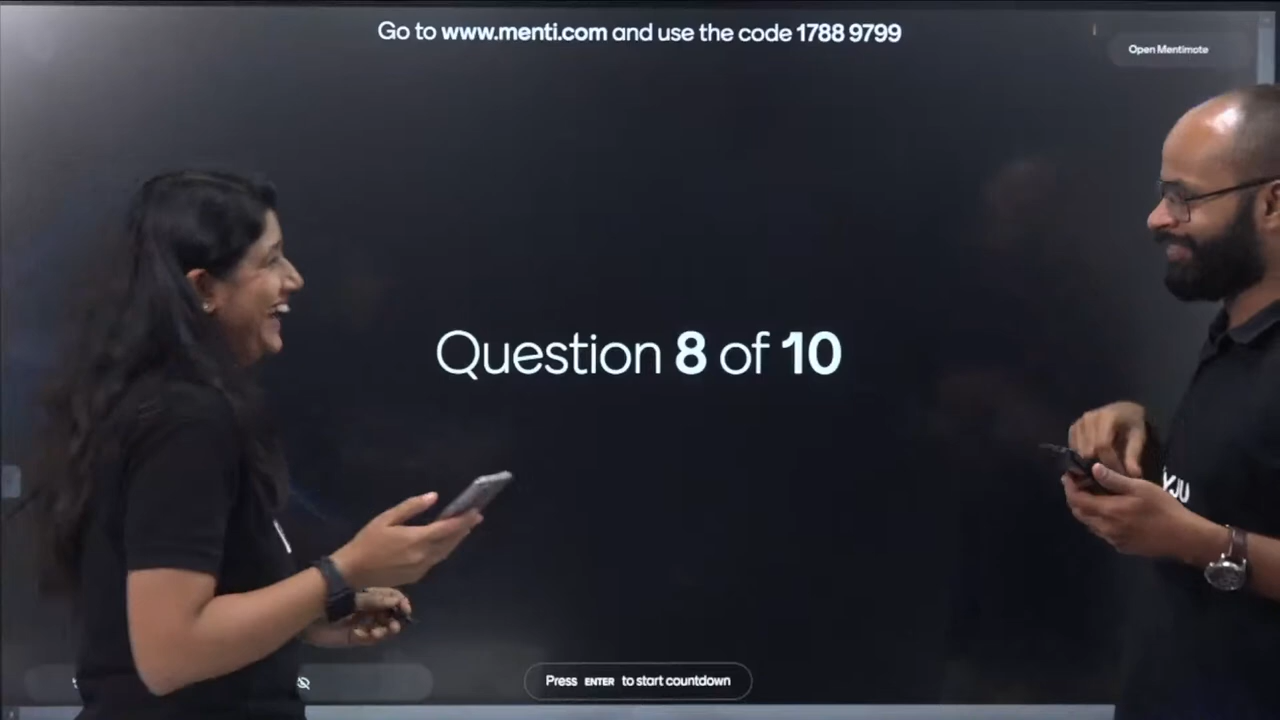 Go to www.menti.com and use the code 1788 9799
Open Mentimote
Question 8 of 10
YJU
Press ENTER to start countdown